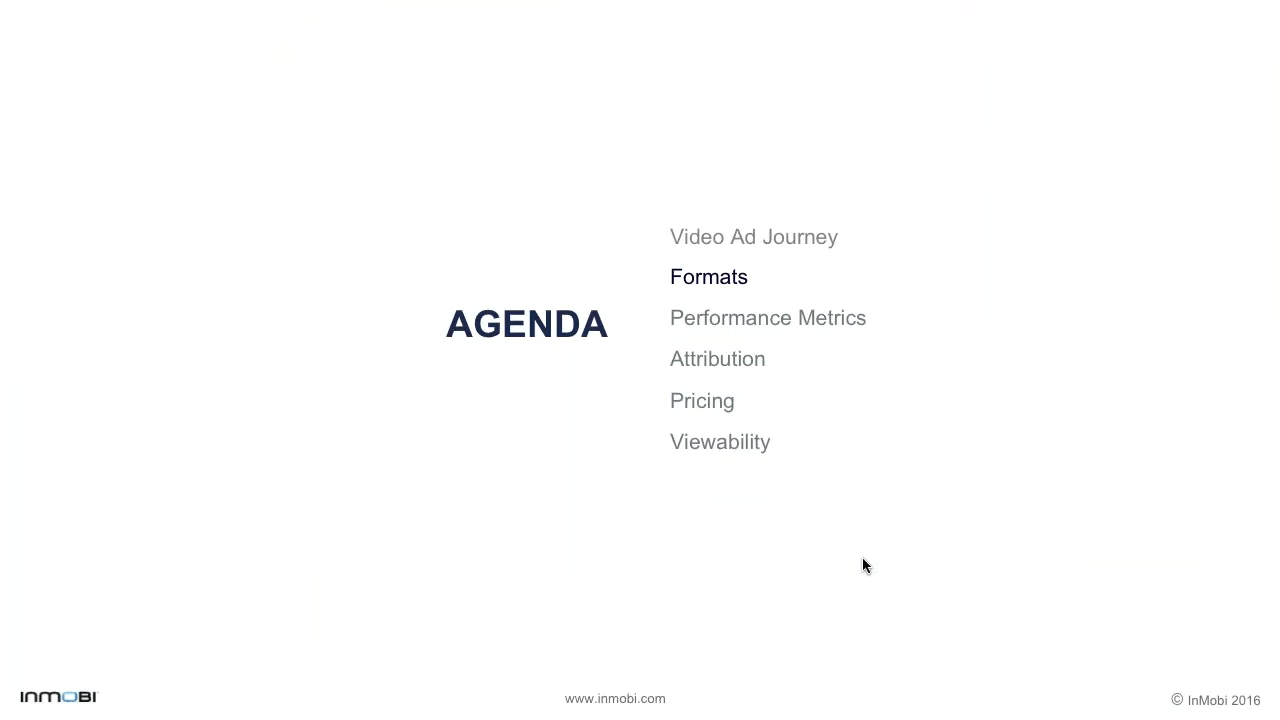 AGENDA
Video Ad Journey
Formats
Performance Metrics
Attribution
Pricing
Viewability
INMOBI
www.inmobi.com
© InMobi 2016